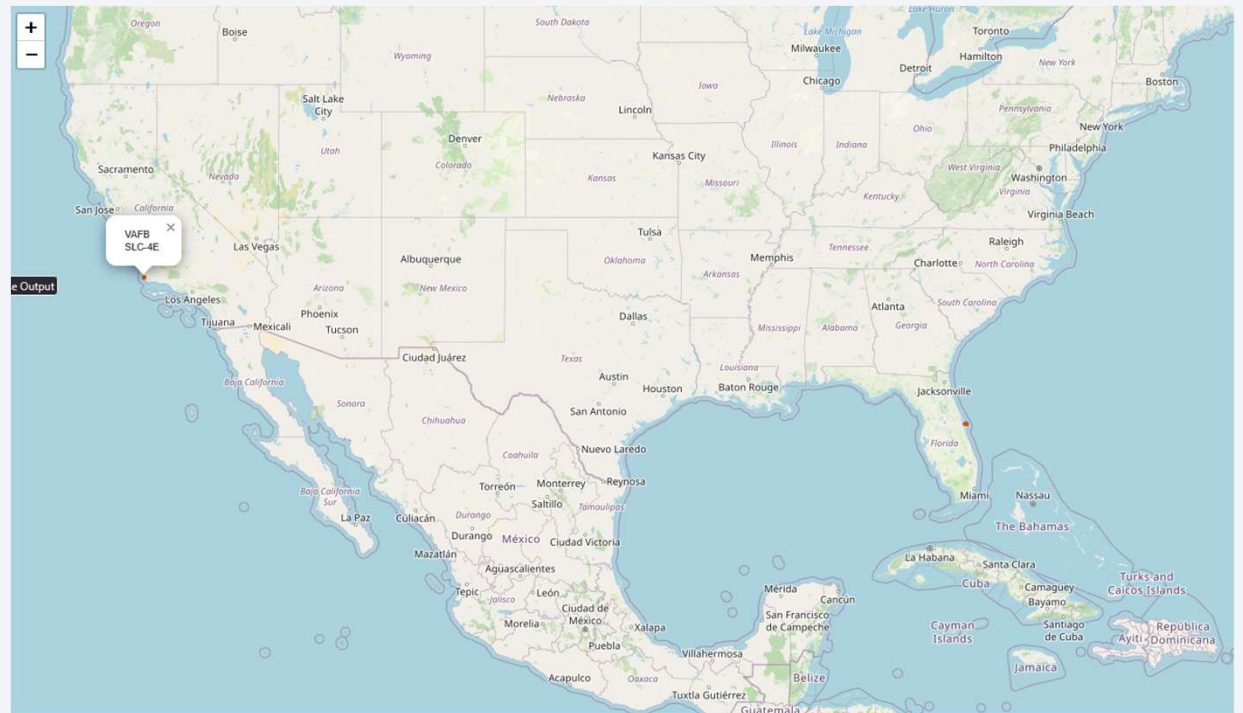 +
−
Oregon
Boise
South Dakota
Lake Huron
Lake Michigan
Toronto
Milwaukee
Hamilton
Wyoming
New York
Detroit
Chicago
Boston
Iowa
Salt Lake
City
Nebraska
Lincoln
Pennsylvania
New York
Denver
Utah
Illinois
Indiana
Ohio
Philadelphia
Colorado
Kansas City
Sacramento
Nevada
Kansas
Missouri
West Virginia
Washington
Virginia
Kentucky
San Jose
California
Virginia Beach
VAFB
SLC-4E
×
Las Vegas
Tulsa
Raleigh
Albuquerque
Oklahoma
Memphis
Tennessee
Charlotte
North Carolina
Arkansas
e Output
Los Angeles
Arizona
New Mexico
South Carolina
Phoenix
Atlanta
Tijuana
Mexicali
Tucson
Dallas
Mississippi
Alabama
Georgia
Ciudad Juárez
Texas
Louisiana
Baja California
Austin
Houston
Baton Rouge
Jacksonville
Sonora
San Antonio
Chihuahua
Florida
Nuevo Laredo
Coahuila
Baja California
Sur
Torreón
Monterrey
Reynosa
Miami
Nassau
Saltillo
Tamaulipas
La Paz
Culiacán
Durango
The Bahamas
Durango
México
Ciudad Victoria
Mazatlán
La Habana
Santa Clara
Aguascalientes
Cuba
Camaguey
Turks and
Caicos Islands
Tepic
León
Mérida
Cancún
Bayamo
Jalisco
Ciudad de
México
San Francisco
de Campeche
Santiago
de Cuba
Morelia
Xalapa
Cayman
Islands
República
Dominicana
Ayiti
Puebla
Villahermosa
Jamaica
Acapulco
Oaxaca
Belize
Tuxtla Gutiérrez
Guatemala